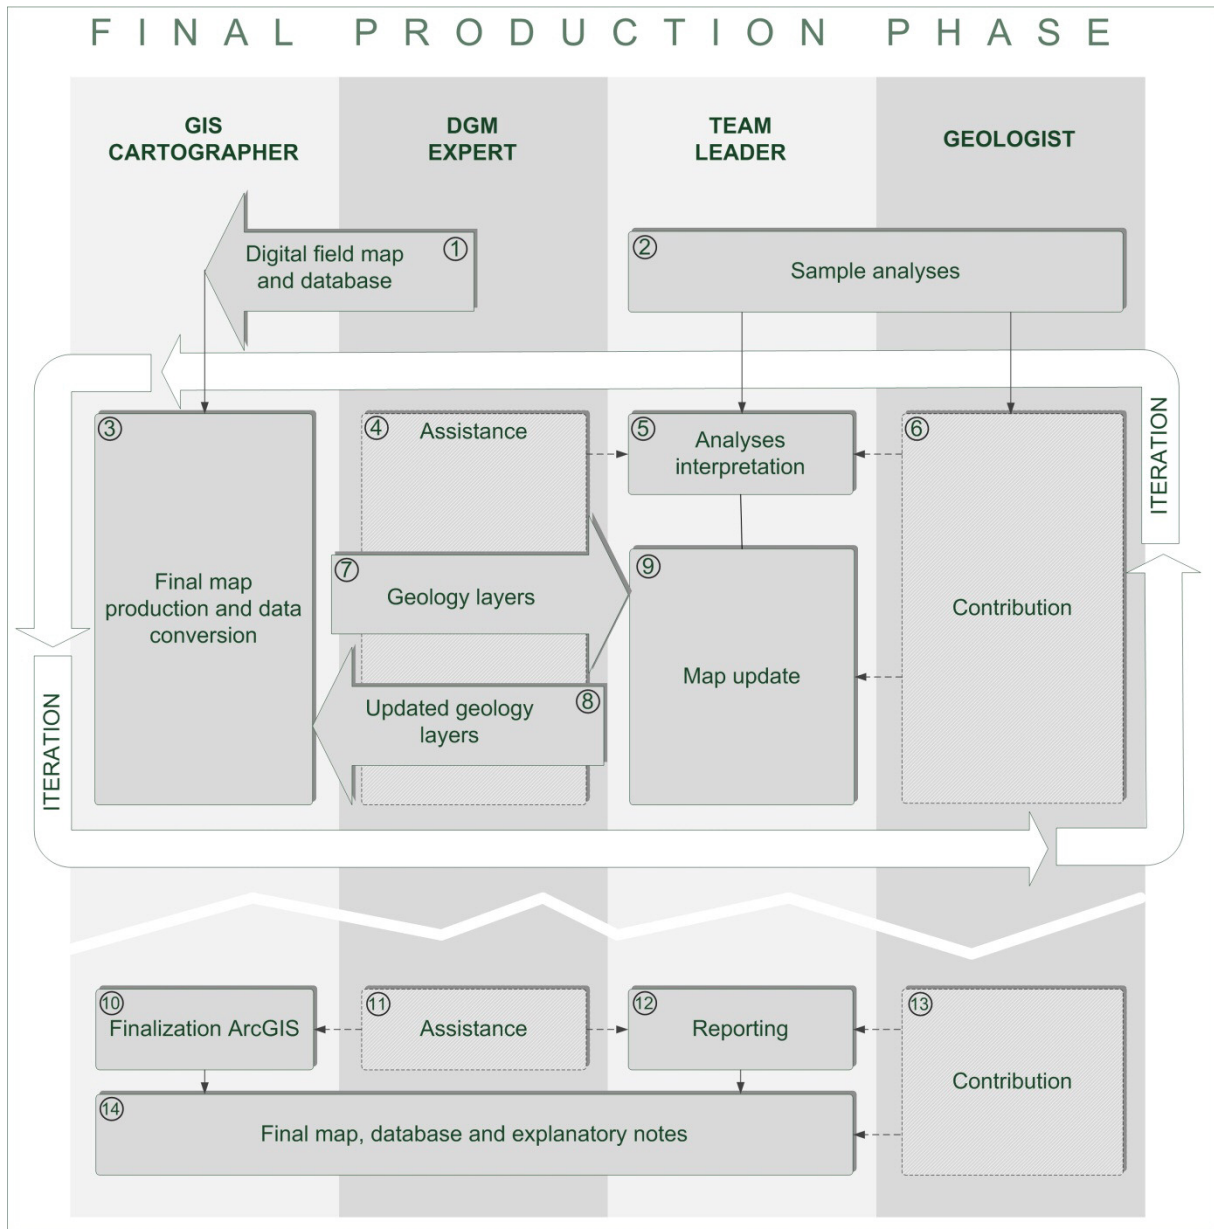 FINAL PRODUCTION PHASE
GIS
CARTOGRAPHER
DGM
EXPERT
TEAM
LEADER
GEOLOGIST
1
Digital field map
and database
2
Sample analyses
ITERATION
3
Final map
production and data
conversion
4
Assistance
5
Analyses
interpretation
6
Contribution
7
Geology layers
8
Updated geology
layers
9
Map update
ITERATION
10
Finalization ArcGIS
11
Assistance
12
Reporting
13
Contribution
14
Final map, database and explanatory notes